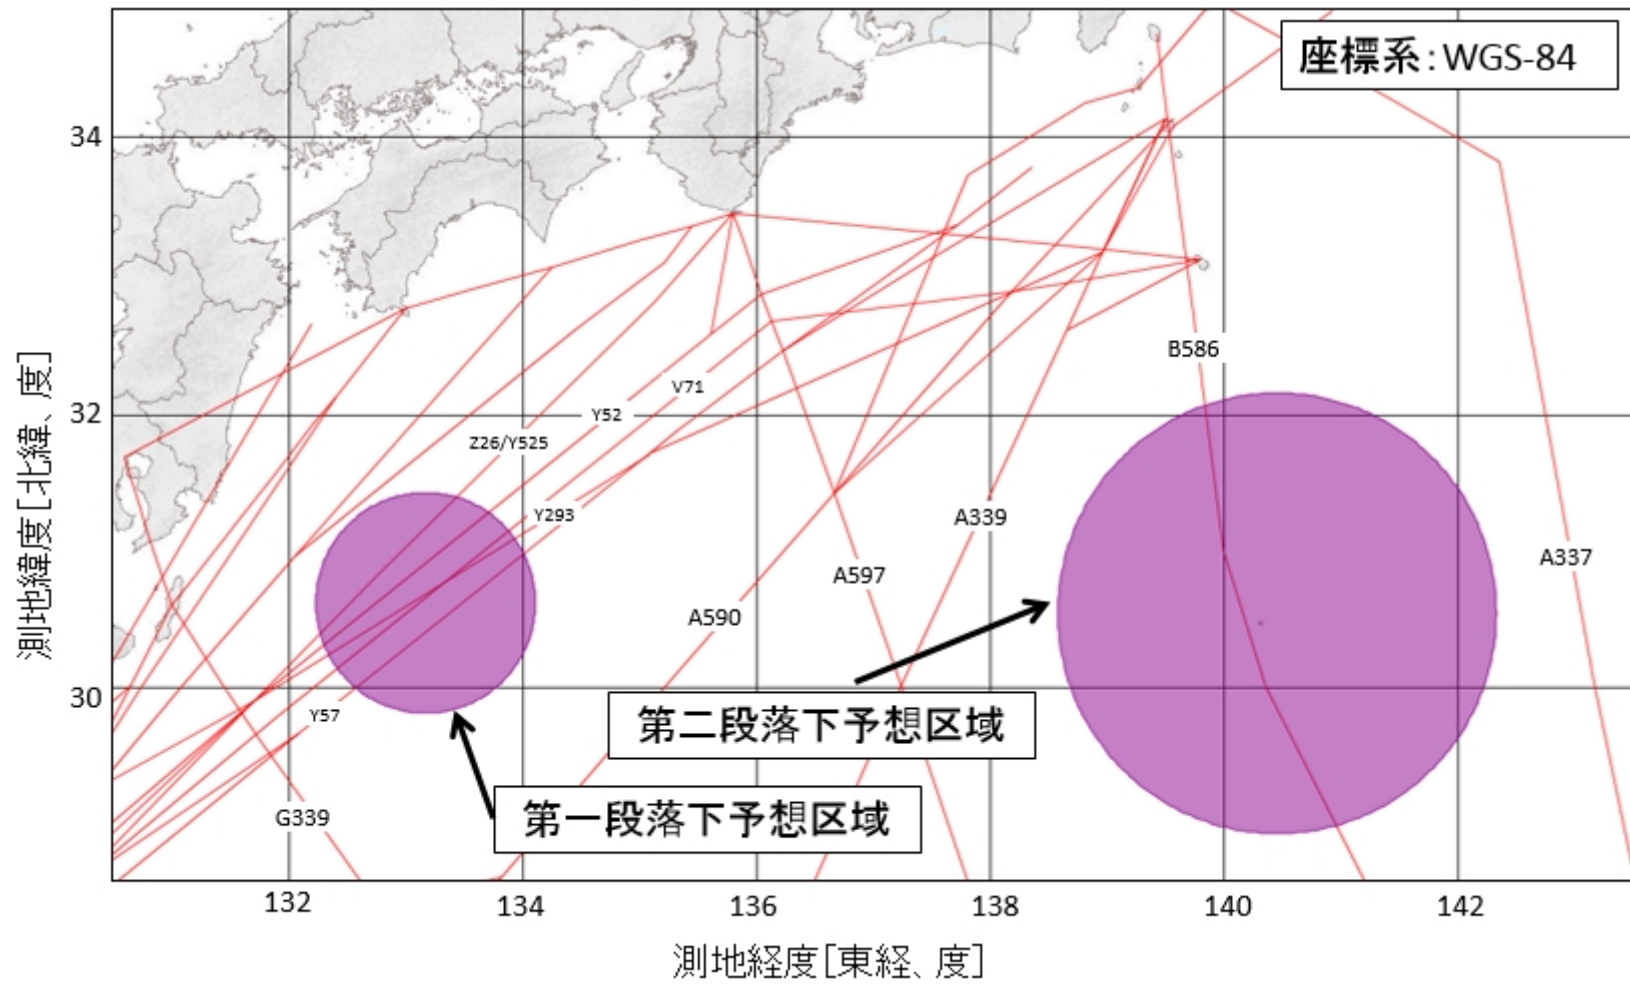 座標系：WGS-84
34
B586
V71
32
Y52
Z26/Y525
Y293
A339
A337
A597
A590
30
第二段落下予想区域
Y57
第一段落下予想区域
G339
132
134
136
138
140
142
測地緯度[北緯、度]
測地経度[東経、度]